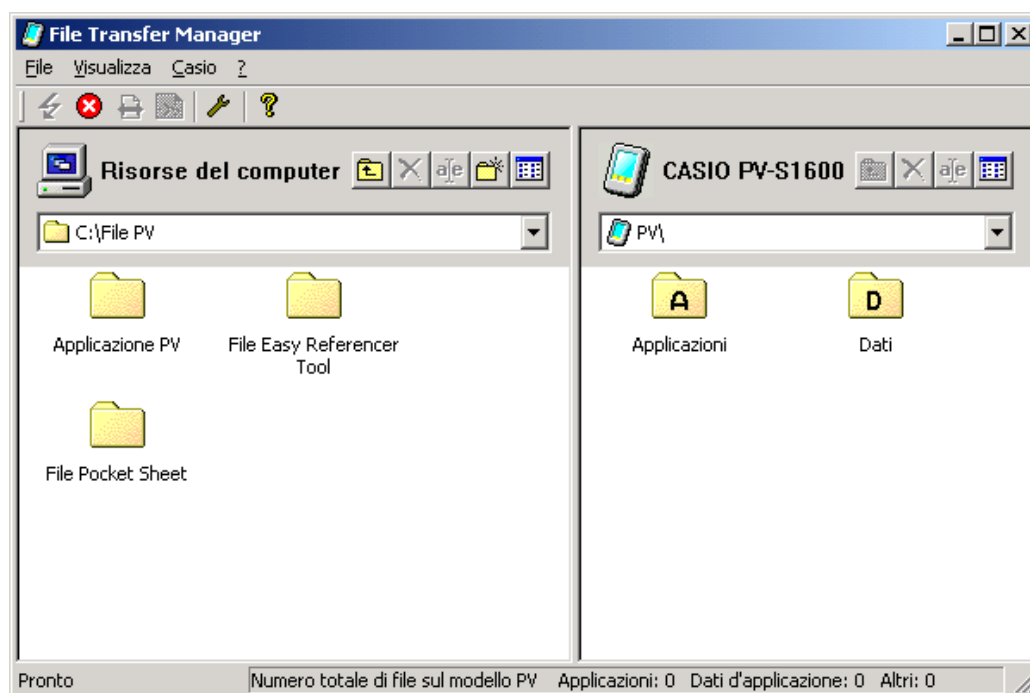 File Transfer Manager
File Visualizza Casio ?
Risorse del computer
CASIO PV-S1600
C:\File PV
PV\
Applicazione PV
File Easy Referencer
Tool
File Pocket Sheet
A
Applicazioni
D
Dati
Pronto
Numero totale di file sul modello PV Applicazioni: 0 Dati d'applicazione: 0 Altri: 0